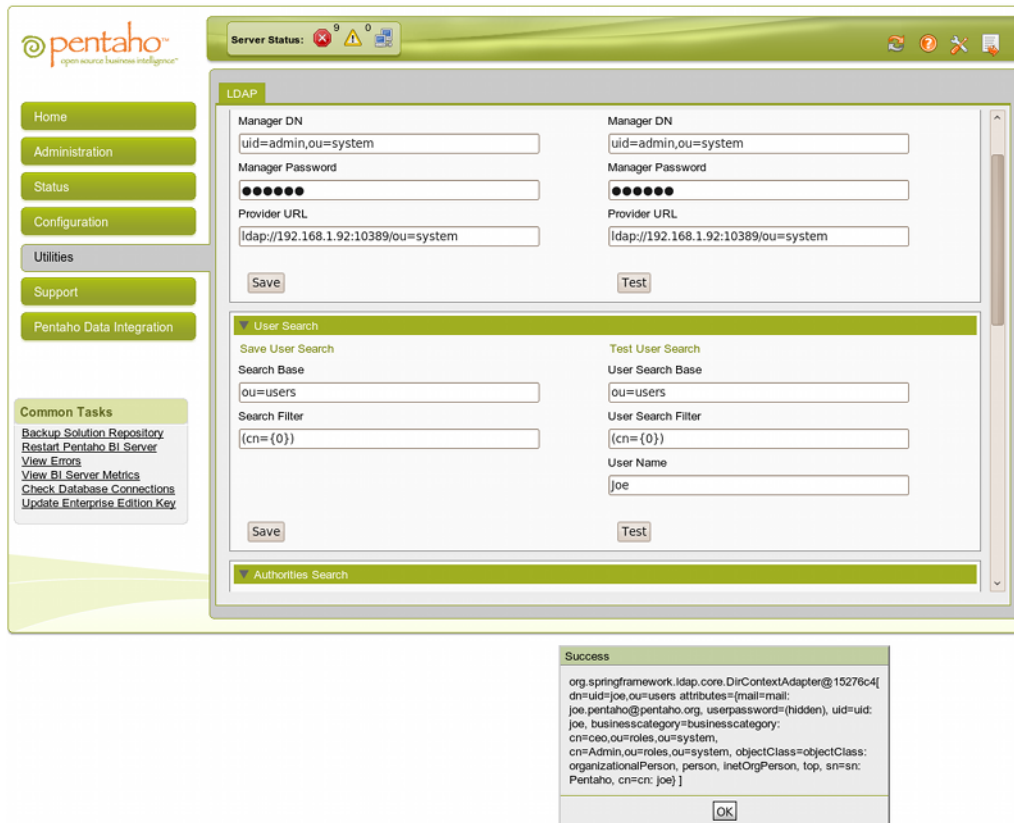 pentaho™
open source business intelligence™
Server Status: 9 0
Home
Administration
Status
Configuration
Utilities
Support
Pentaho Data Integration
Common Tasks
Backup Solution Repository
Restart Pentaho BI Server
View Errors
View BI Server Metrics
Check Database Connections
Update Enterprise Edition Key
LDAP
Manager DN Manager DN
uid=admin,ou=system uid=admin,ou=system
Manager Password Manager Password
●●●●●● ●●●●●●
Provider URL Provider URL
ldap://192.168.1.92:10389/ou=system ldap://192.168.1.92:10389/ou=system
Save Test
User Search
Save User Search Test User Search
Search Base User Search Base
ou=users ou=users
Search Filter User Search Filter
(cn={0}) (cn={0})
User Name
Joe
Save Test
Authorities Search
Success
org.springframework.ldap.core.DirContextAdapter@15276c4[
dn=uid=joe,ou=users attributes={mail=mail:
joe.pentaho@pentaho.org, userpassword=(hidden), uid=uid:
joe, businesscategory=businesscategory:
cn=ceo,ou=roles,ou=system,
cn=Admin,ou=roles,ou=system, objectClass=objectClass:
organizationalPerson, person, inetOrgPerson, top, sn=sn:
Pentaho, cn=cn: joe} ]
OK